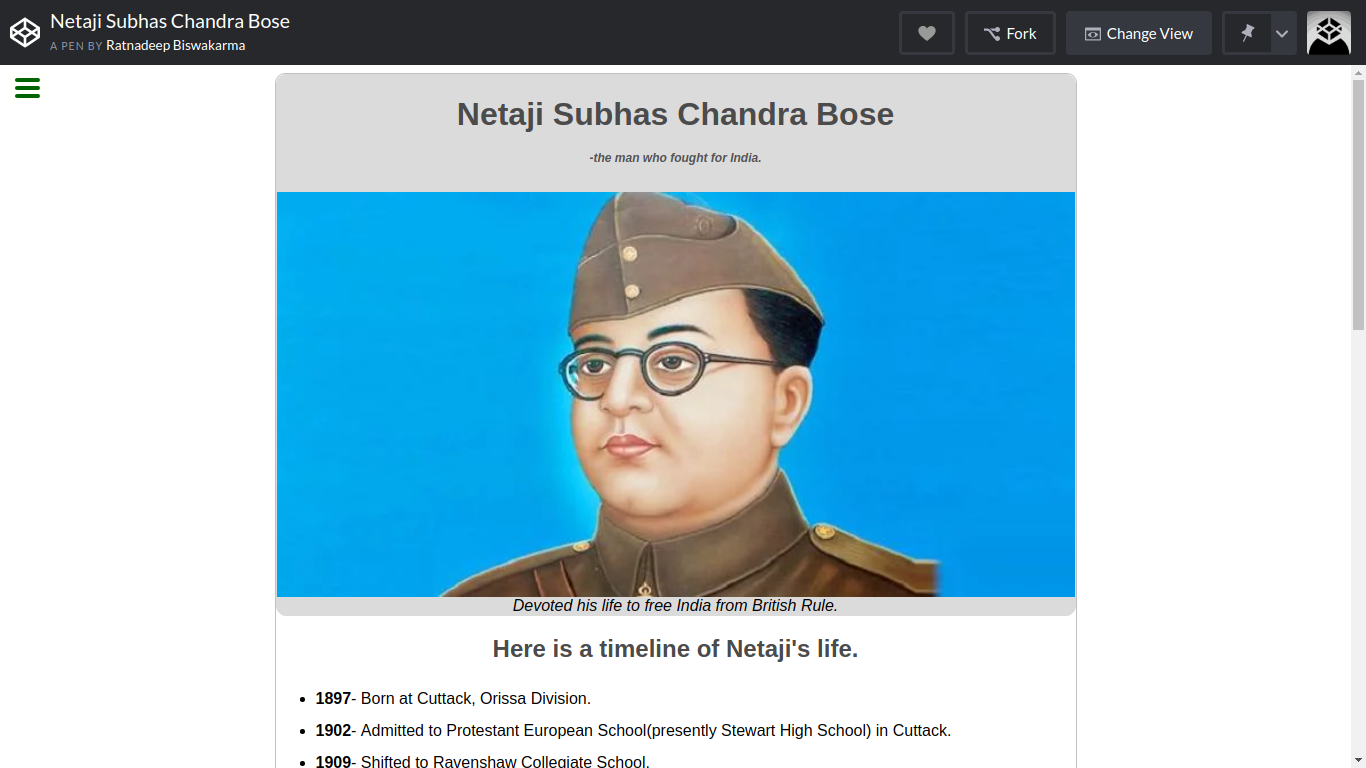 Netaji Subhas Chandra Bose
A PEN BY Ratnadeep Biswakarma
Fork
Change View
Netaji Subhas Chandra Bose
-the man who fought for India.
Devoted his life to free India from British Rule.
Here is a timeline of Netaji's life.
1897- Born at Cuttack, Orissa Division.
1902- Admitted to Protestant European School(presently Stewart High School) in Cuttack.
1909- Shifted to Ravenshaw Collegiate School.